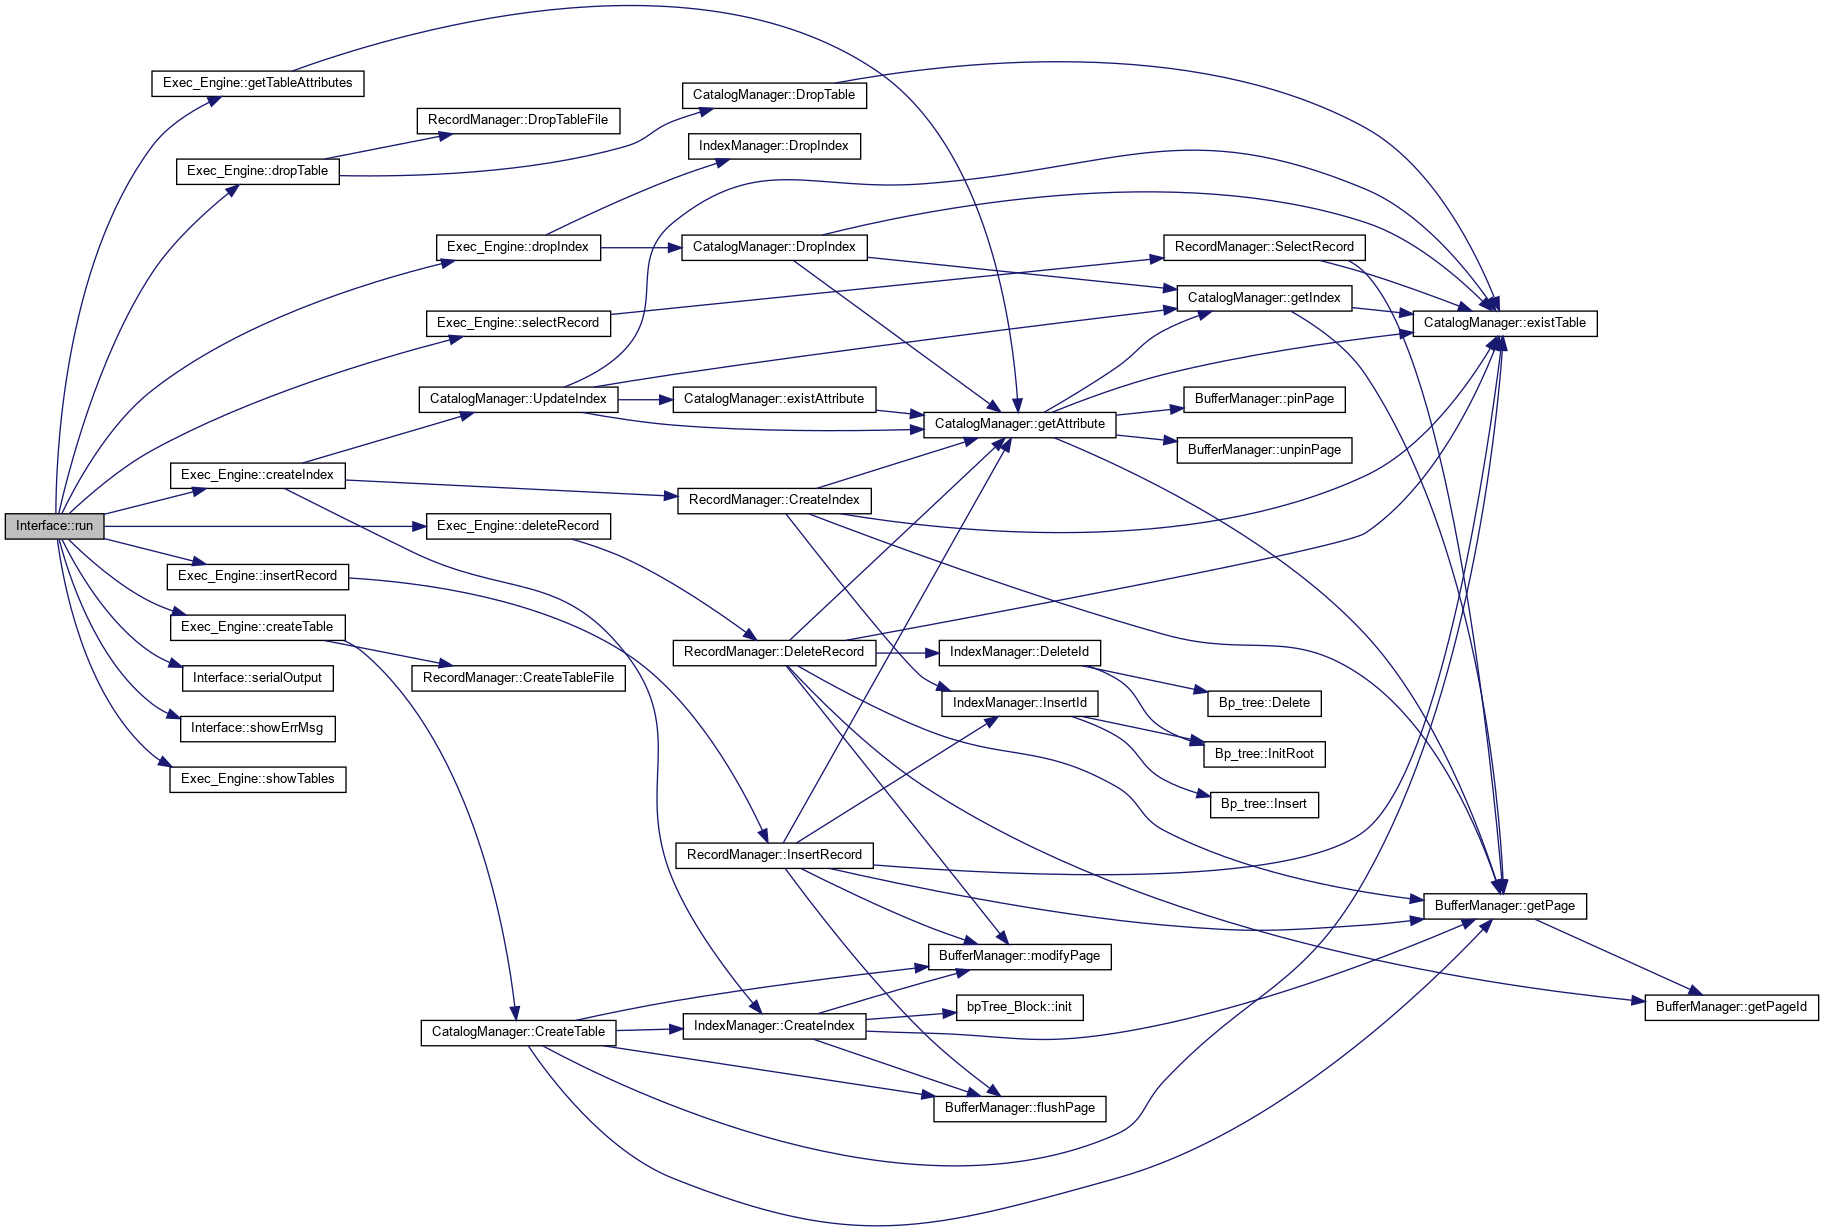 Exec_Engine::getTableAttributes
CatalogManager::DropTable
RecordManager::DropTableFile
IndexManager::DropIndex
Exec_Engine::dropTable
Exec_Engine::dropIndex
CatalogManager::DropIndex
RecordManager::SelectRecord
CatalogManager::getIndex
Exec_Engine::selectRecord
CatalogManager::existTable
CatalogManager::UpdateIndex
CatalogManager::existAttribute
BufferManager::pinPage
CatalogManager::getAttribute
BufferManager::unpinPage
Exec_Engine::createIndex
RecordManager::CreateIndex
Interface::run
Exec_Engine::deleteRecord
Exec_Engine::insertRecord
Exec_Engine::createTable
RecordManager::DeleteRecord
IndexManager::DeleteId
Interface::serialOutput
RecordManager::CreateTableFile
IndexManager::InsertId
Bp_tree::Delete
Interface::showErrMsg
Bp_tree::InitRoot
Exec_Engine::showTables
Bp_tree::Insert
RecordManager::InsertRecord
BufferManager::getPage
BufferManager::modifyPage
bpTree_Block::init
BufferManager::getPageId
CatalogManager::CreateTable
IndexManager::CreateIndex
BufferManager::flushPage